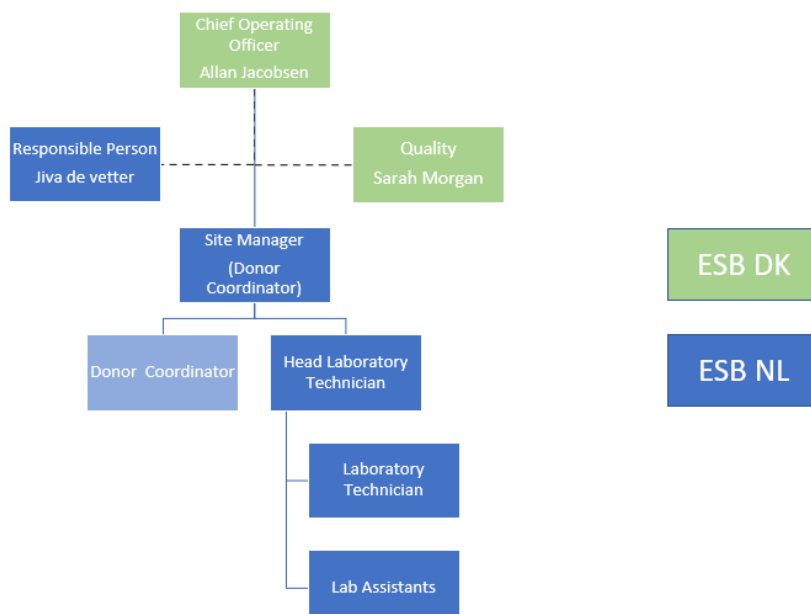 Chief Operating
Officer
Allan Jacobsen
Responsible Person
Jiva de vetter
Quality
Sarah Morgan
Site Manager
(Donor
Coordinator)
ESB DK
Donor Coordinator
Head Laboratory
Technician
ESB NL
Laboratory
Technician
Lab Assistants